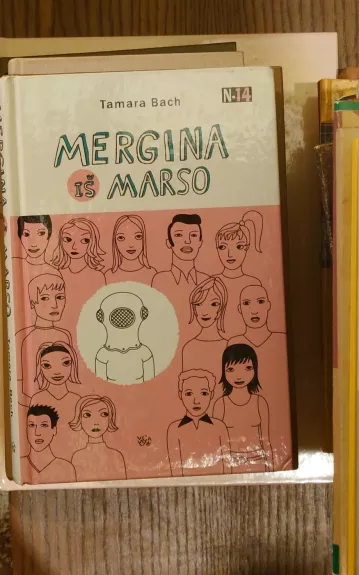 Tamara Bach
N-14
MERGINA
IŠ MARSO